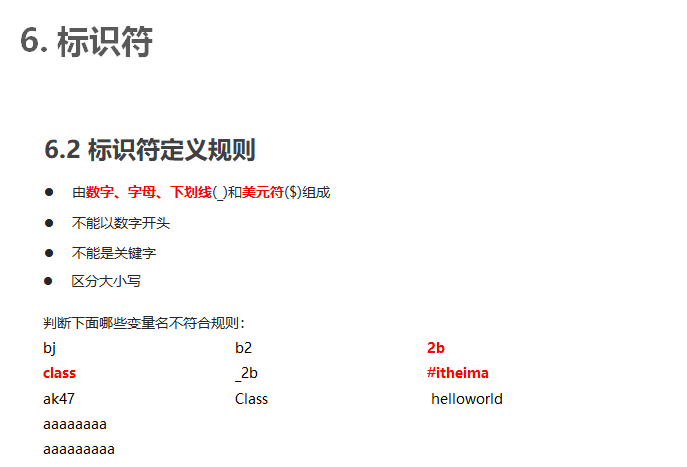 6. 标识符
6.2 标识符定义规则
● 由数字、字母、下划线(_)和美元符($)组成
● 不能以数字开头
● 不能是关键字
● 区分大小写
判断下面哪些变量名不符合规则：
bj b2 2b
class _2b #itheima
ak47 Class helloworld
aaaaaaaa
aaaaaaaaa